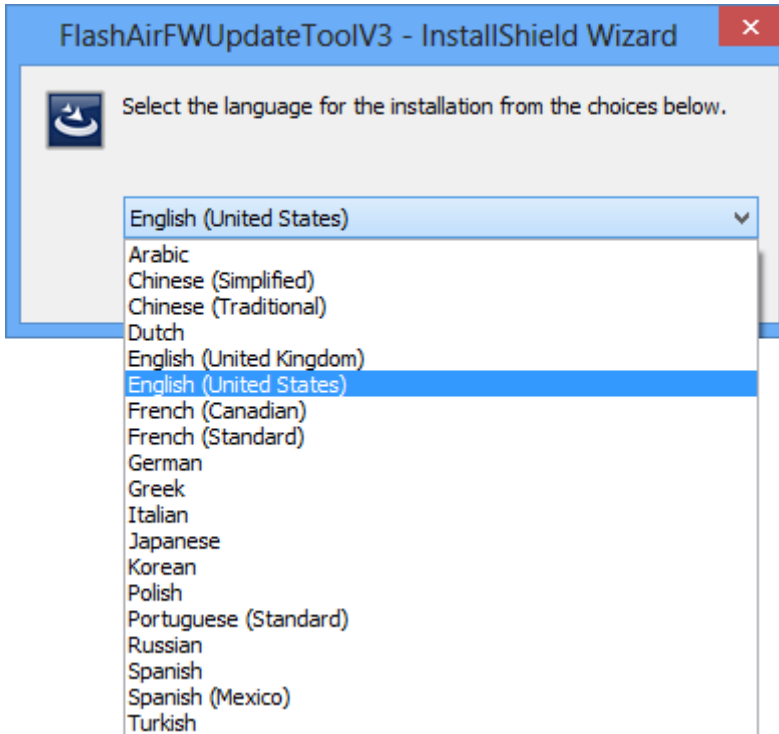 FlashAirFWUpdateToolV3 - InstallShield Wizard
Select the language for the installation from the choices below.
English (United States)
Arabic
Chinese (Simplified)
Chinese (Traditional)
Dutch
English (United Kingdom)
English (United States)
French (Canadian)
French (Standard)
German
Greek
Italian
Japanese
Korean
Polish
Portuguese (Standard)
Russian
Spanish
Spanish (Mexico)
Turkish